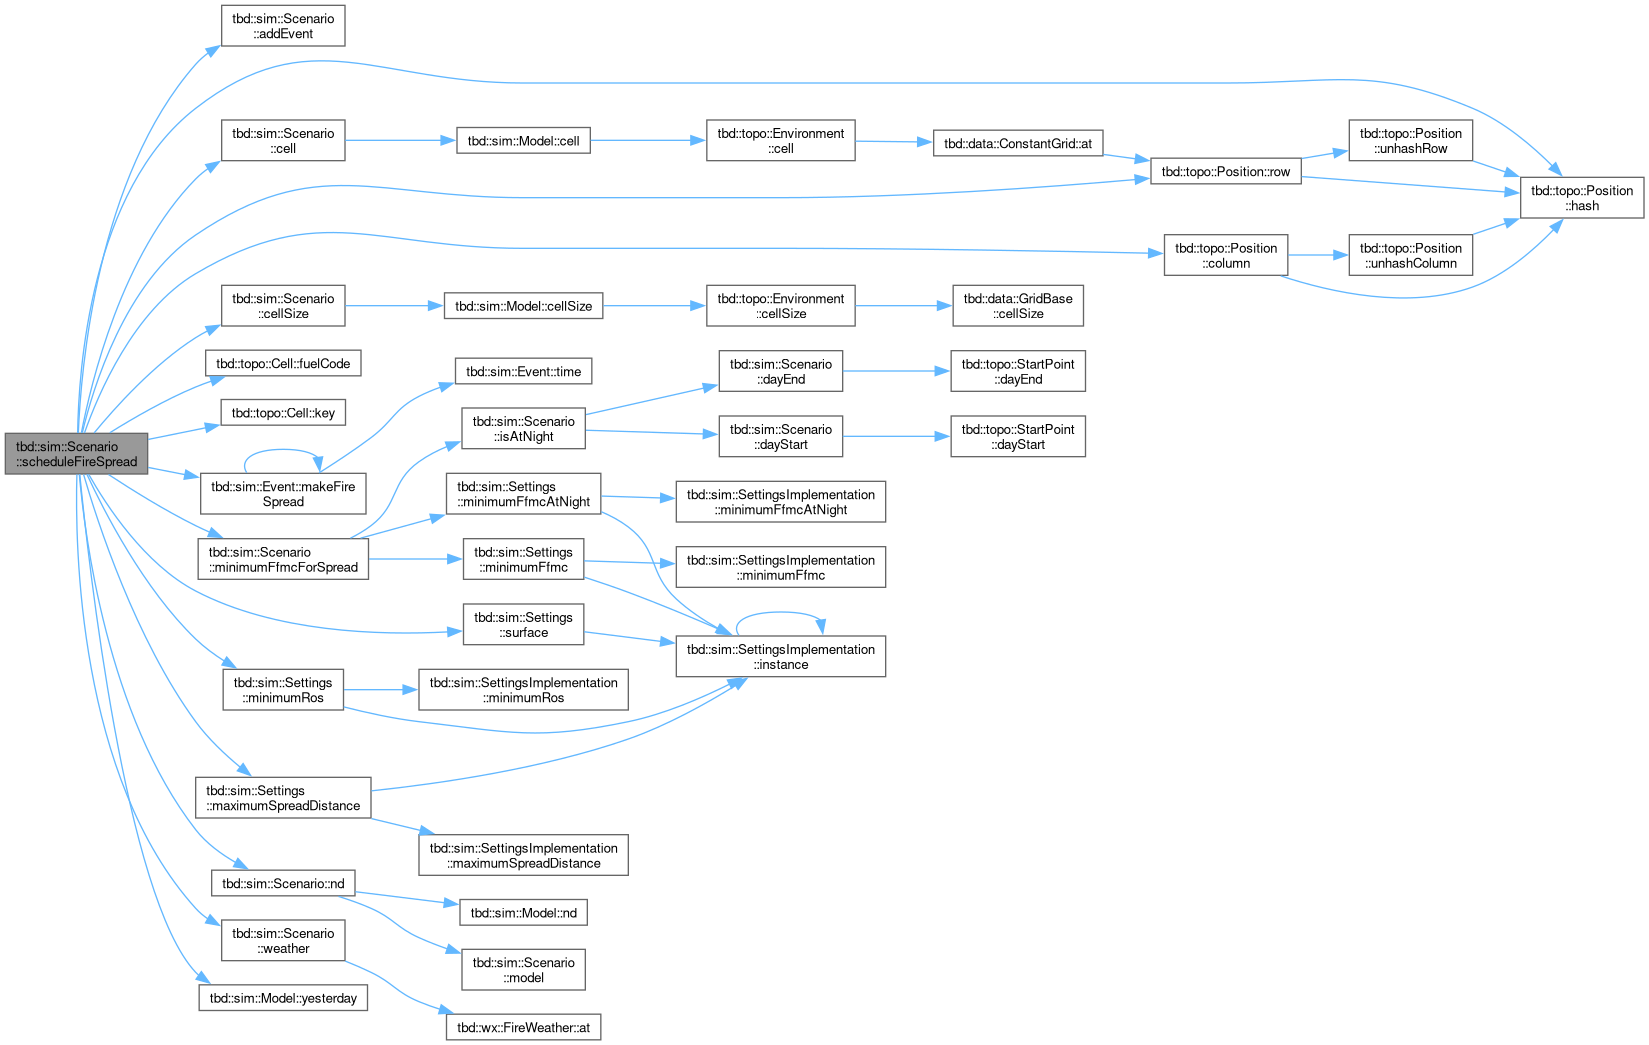 tbd::sim::Scenario
::scheduleFireSpread
tbd::sim::Scenario
::addEvent
tbd::sim::Scenario
::cell
tbd::sim::Scenario
::cellSize
tbd::topo::Cell::fuelCode
tbd::topo::Cell::key
tbd::sim::Event::makeFire
Spread
tbd::sim::Scenario
::minimumFfmcForSpread
tbd::sim::Settings
::minimumRos
tbd::sim::Settings
::maximumSpreadDistance
tbd::sim::Scenario::nd
tbd::sim::Scenario
::weather
tbd::sim::Model::yesterday
tbd::sim::Model::cell
tbd::sim::Model::cellSize
tbd::sim::Event::time
tbd::sim::Scenario
::isAtNight
tbd::sim::Settings
::minimumFfmcAtNight
tbd::sim::Settings
::minimumFfmc
tbd::sim::Settings
::surface
tbd::sim::SettingsImplementation
::minimumRos
tbd::sim::SettingsImplementation
::maximumSpreadDistance
tbd::sim::Model::nd
tbd::sim::Scenario
::model
tbd::wx::FireWeather::at
tbd::topo::Environment
::cell
tbd::topo::Environment
::cellSize
tbd::sim::Scenario
::dayEnd
tbd::sim::Scenario
::dayStart
tbd::sim::SettingsImplementation
::minimumFfmcAtNight
tbd::sim::SettingsImplementation
::minimumFfmc
tbd::sim::SettingsImplementation
::instance
tbd::data::ConstantGrid::at
tbd::data::GridBase
::cellSize
tbd::topo::StartPoint
::dayEnd
tbd::topo::StartPoint
::dayStart
tbd::topo::Position::row
tbd::topo::Position
::column
tbd::topo::Position
::unhashRow
tbd::topo::Position
::unhashColumn
tbd::topo::Position
::hash